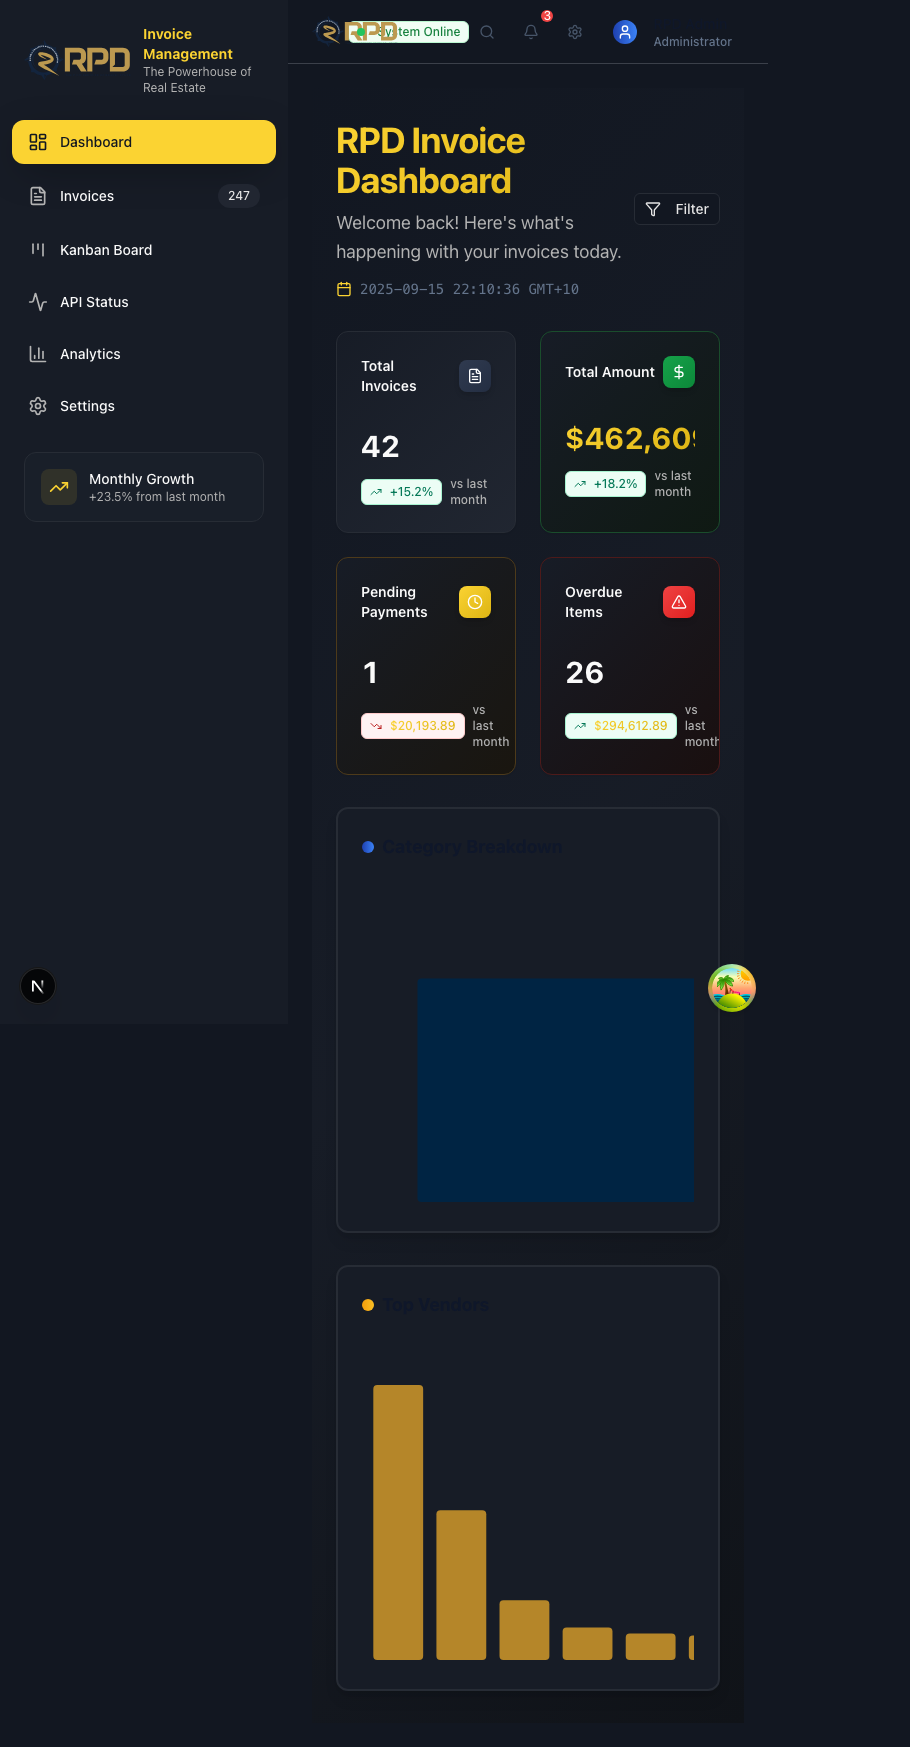 RPD
Invoice
Management
The Powerhouse of
Real Estate
Dashboard
Invoices
247
Kanban Board
API Status
Analytics
Settings
Monthly Growth
+23.5% from last month
N
RPD
System Online
3
Administrator
RPD Invoice
Dashboard
Welcome back! Here's what's
happening with your invoices today.
Filter
2025-09-15 22:10:36 GMT+10
Total
Invoices
42
+15.2%
vs last
month
Total Amount
$462,609
+18.2%
vs last
month
Pending
Payments
1
$20,193.89
vs
last
month
Overdue
Items
26
$294,612.89
vs
last
month
Category Breakdown
Top Vendors